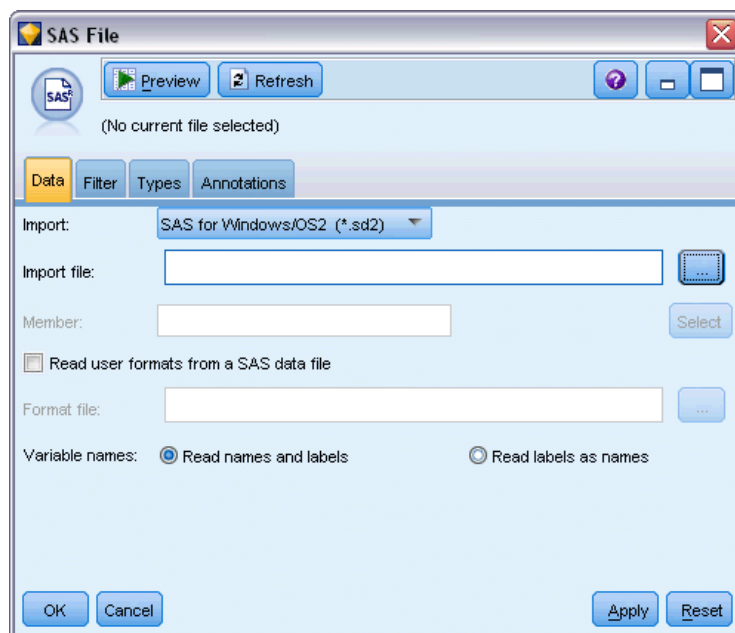 SAS File
Preview
Refresh
SAS
(No current file selected)
Data
Filter
Types
Annotations
Import:
SAS for Windows/OS2 (*.sd2)
Import file:
...
Member:
Select
Read user formats from a SAS data file
Format file:
...
Variable names:
Read names and labels
Read labels as names
OK
Cancel
Apply
Reset